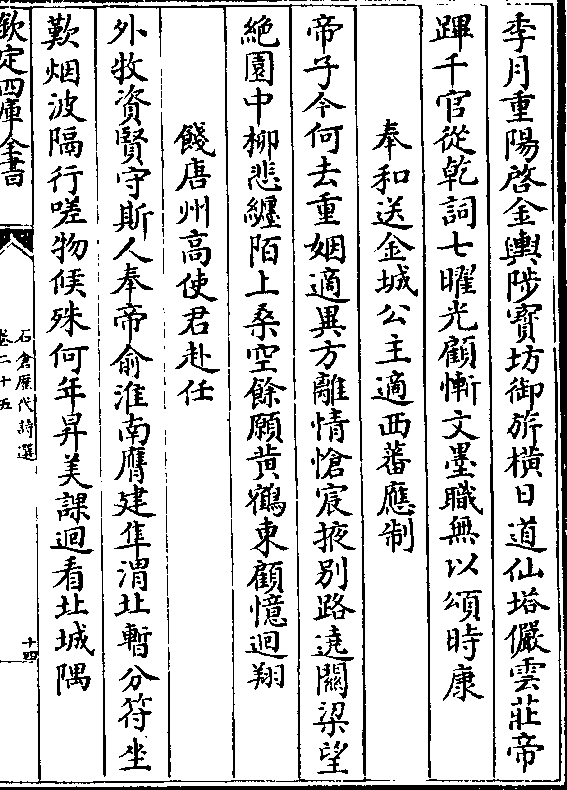 季月重陽啓金輿陟寶坊御斾横日道仙塔儼雲莊帝
蹕千官從乾詞七曜光顧慚文墨職無以頌時康
奉和送金城公主適西蕃應制
帝子今何去重姻適異方離情愴宸掖别路遶關梁望
絶園中柳悲纒陌上桑空餘願黄鶴東顧憶迴翔
餞唐州高使君赴任
外牧資賢守斯人奉帝俞淮南膺建隼渭北暫分符坐
歎烟波隔行嗟物候殊何年昇美課迴看北城隅
欽定四庫全書
石倉歴代詩選
卷二十五
十四